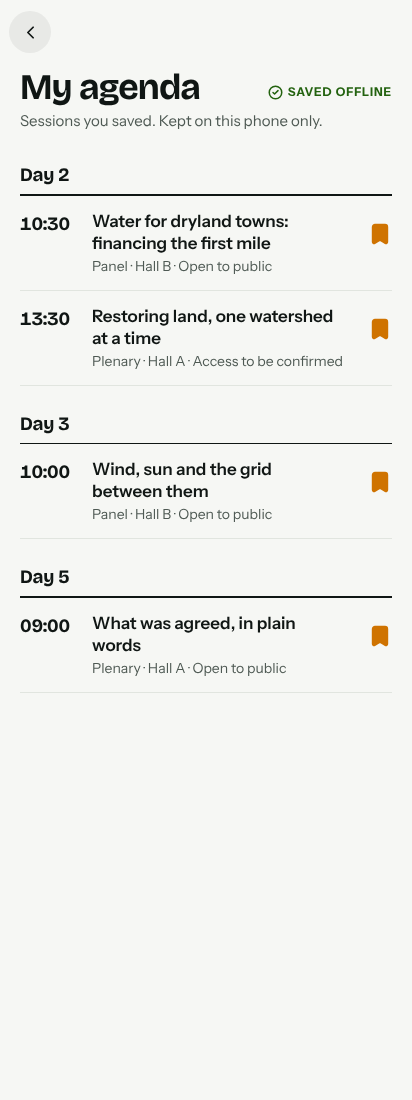 My agenda
SAVED OFFLINE
Sessions you saved. Kept on this phone only.
Day 2
10:30
Water for dryland towns:
financing the first mile
Panel · Hall B · Open to public
13:30
Restoring land, one watershed
at a time
Plenary · Hall A · Access to be confirmed
Day 3
10:00
Wind, sun and the grid
between them
Panel · Hall B · Open to public
Day 5
09:00
What was agreed, in plain
words
Plenary · Hall A · Open to public